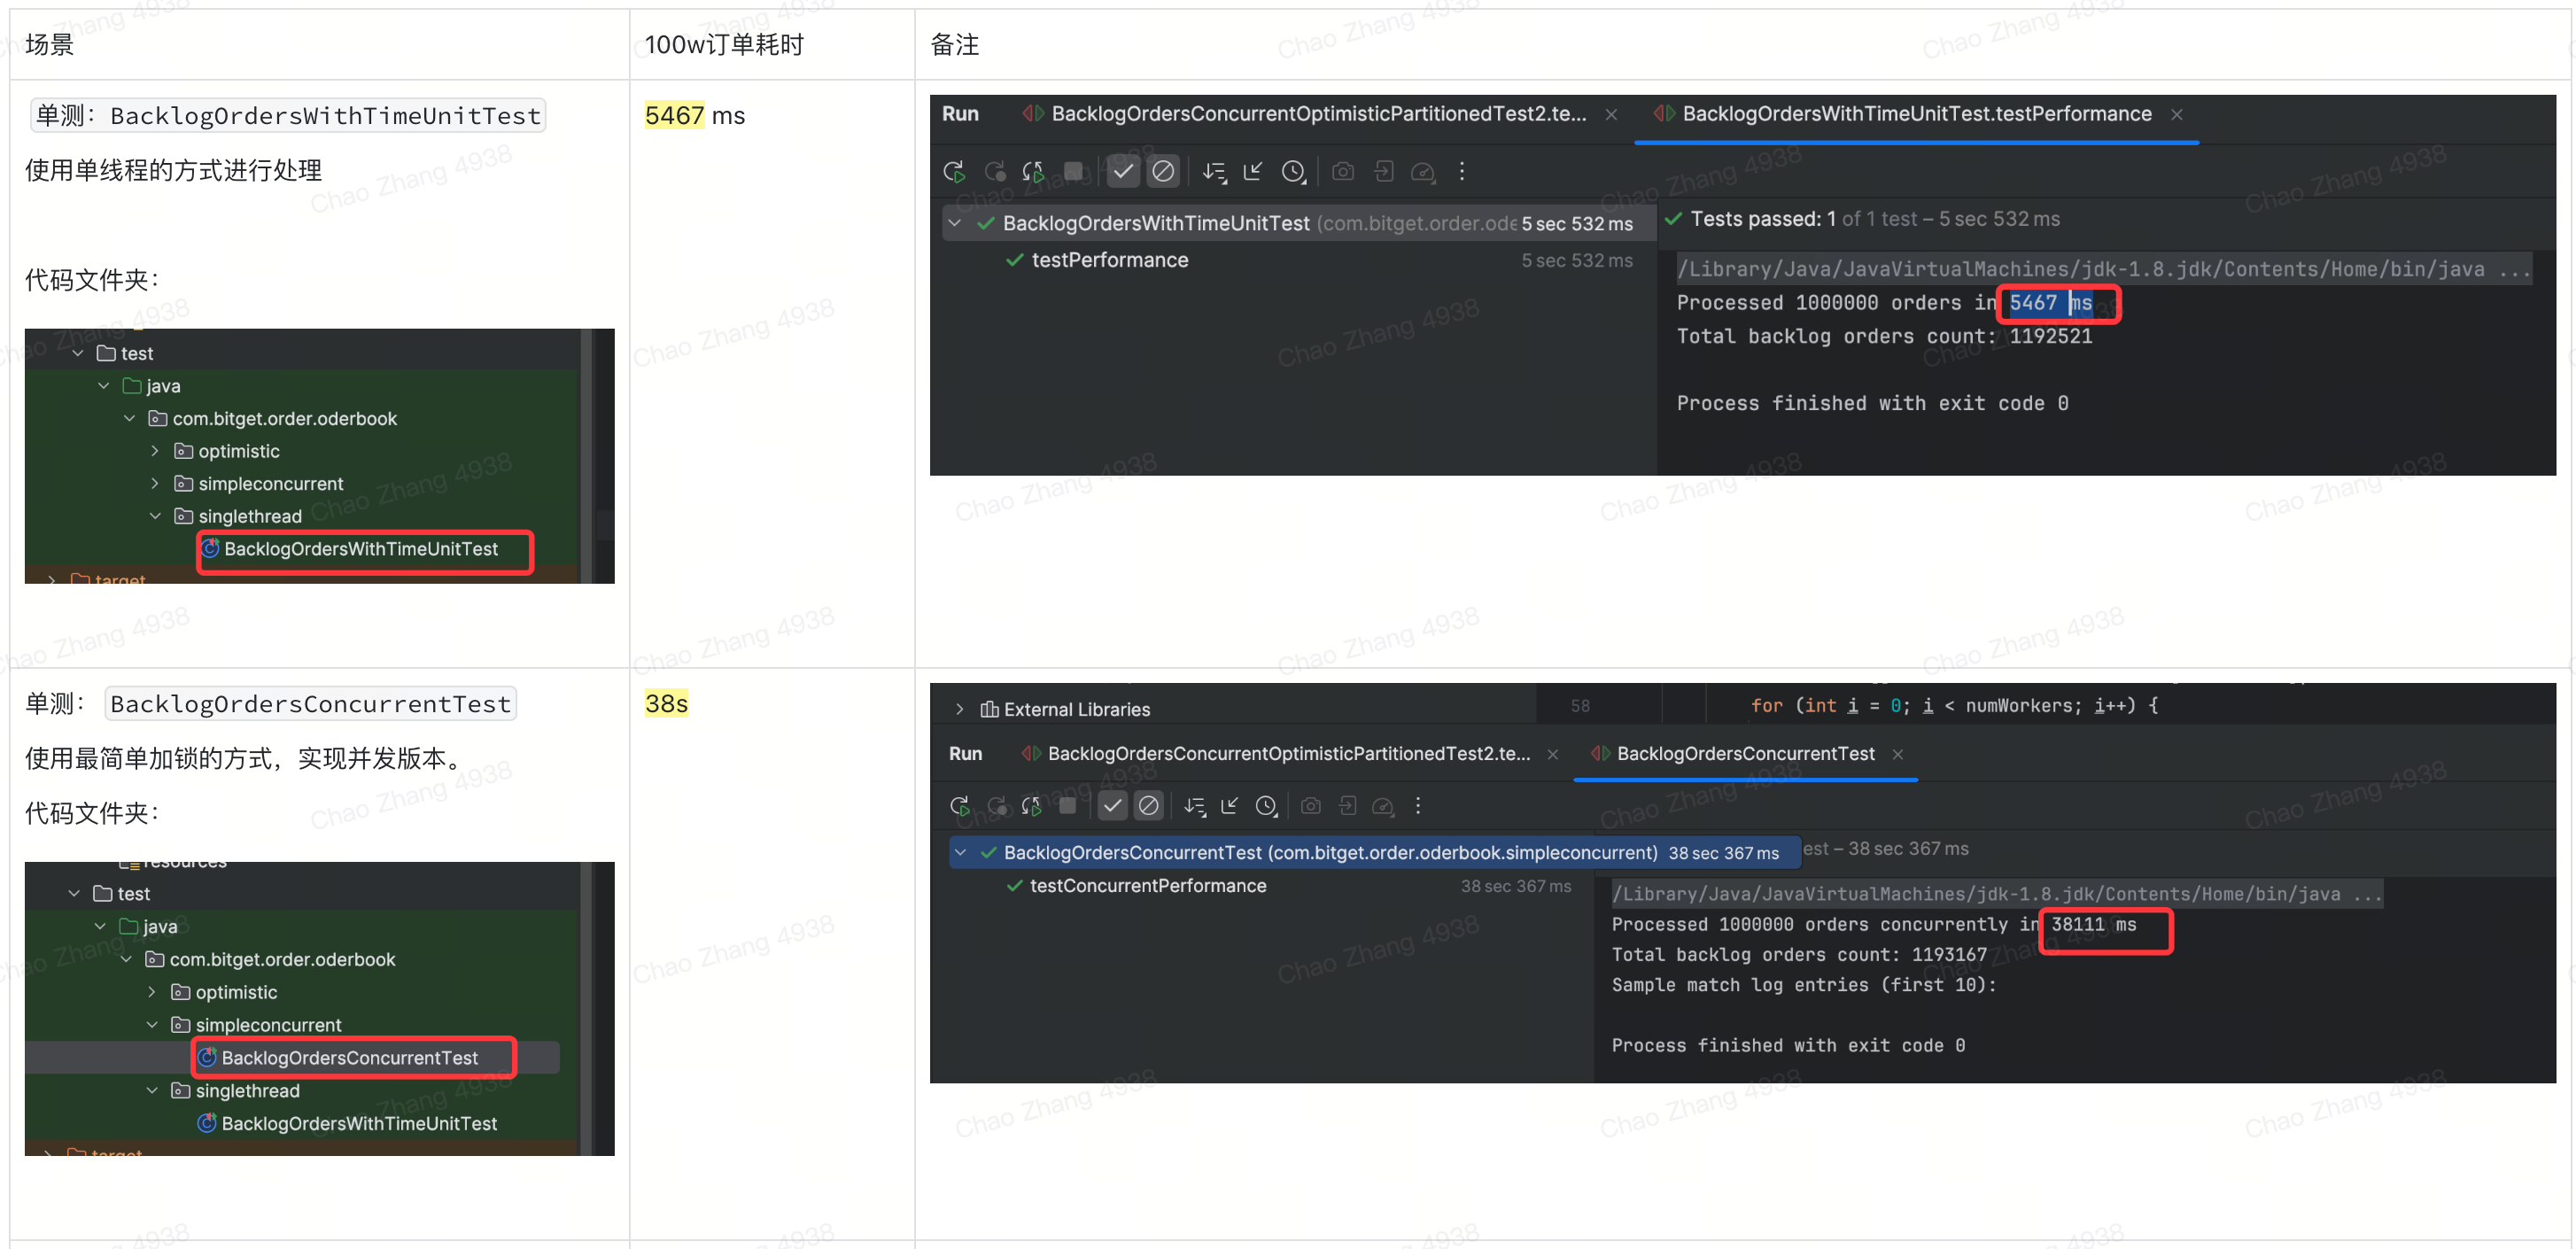 场景
100w订单耗时
备注
单测：BacklogOrdersWithTimeUnitTest
使用单线程的方式进行处理
代码文件夹：
test
java
com.bitget.order.oderbook
optimistic
simpleconcurrent
singlethread
BacklogOrdersWithTimeUnitTest
target
5467 ms
Run BacklogOrdersConcurrentOptimisticPartitionedTest2.te... BacklogOrdersWithTimeUnitTest.testPerformance
BacklogOrdersWithTimeUnitTest (com.bitget.order.ode 5 sec 532 ms
testPerformance 5 sec 532 ms
Tests passed: 1 of 1 test – 5 sec 532 ms
/Library/Java/JavaVirtualMachines/jdk-1.8.jdk/Contents/Home/bin/java ...
Processed 1000000 orders in 5467 ms
Total backlog orders count: 1192521
Process finished with exit code 0
单测： BacklogOrdersConcurrentTest
使用最简单加锁的方式，实现并发版本。
代码文件夹：
resources
test
java
com.bitget.order.oderbook
optimistic
simpleconcurrent
BacklogOrdersConcurrentTest
singlethread
BacklogOrdersWithTimeUnitTest
target
38s
External Libraries
58 for (int i = 0; i < numWorkers; i++) {
Run BacklogOrdersConcurrentOptimisticPartitionedTest2.te... BacklogOrdersConcurrentTest
BacklogOrdersConcurrentTest (com.bitget.order.oderbook.simpleconcurrent) 38 sec 367 ms
testConcurrentPerformance 38 sec 367 ms
est – 38 sec 367 ms
/Library/Java/JavaVirtualMachines/jdk-1.8.jdk/Contents/Home/bin/java ...
Processed 1000000 orders concurrently in 38111 ms
Total backlog orders count: 1193167
Sample match log entries (first 10):
Process finished with exit code 0
Chao Zhang 4938